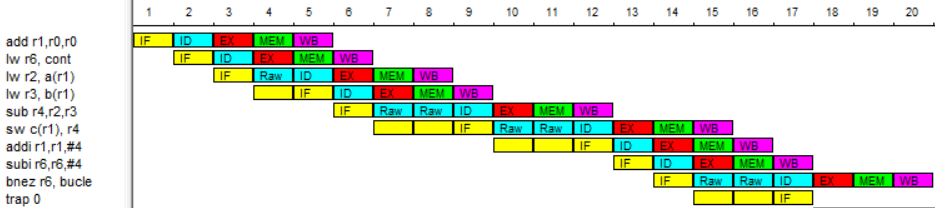 1 2 3 4 5 6 7 8 9 10 11 12 13 14 15 16 17 18 19 20
add r1,r0,r0 IF ID EX MEM WB
lw r6, cont IF ID EX MEM WB
lw r2, a(r1) IF Raw ID EX MEM WB
lw r3, b(r1) IF ID EX MEM WB
sub r4,r2,r3 IF Raw Raw ID EX MEM WB
sw c(r1), r4 IF Raw Raw ID EX MEM WB
addi r1,r1,#4 IF ID EX MEM WB
subi r6,r6,#4 IF ID EX MEM WB
bnez r6, bucle IF Raw Raw ID EX MEM WB
trap 0 IF